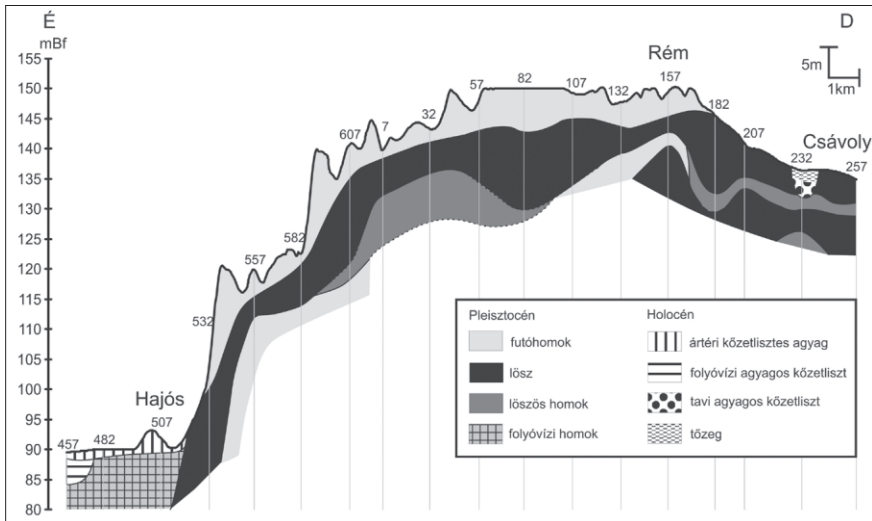 É
D
mBf
155
150
145
140
135
130
125
120
115
110
105
100
95
90
85
80
5m
1km
Rém
Csávoly
Hajós
457
482
507
532
557
582
607
7
32
57
82
107
132
157
182
207
232
257
Pleisztocén
futóhomok
lösz
löszös homok
folyóvízi homok
Holocén
ártéri kőzetlisztes agyag
folyóvízi agyagos kőzetliszt
tavi agyagos kőzetliszt
tőzeg